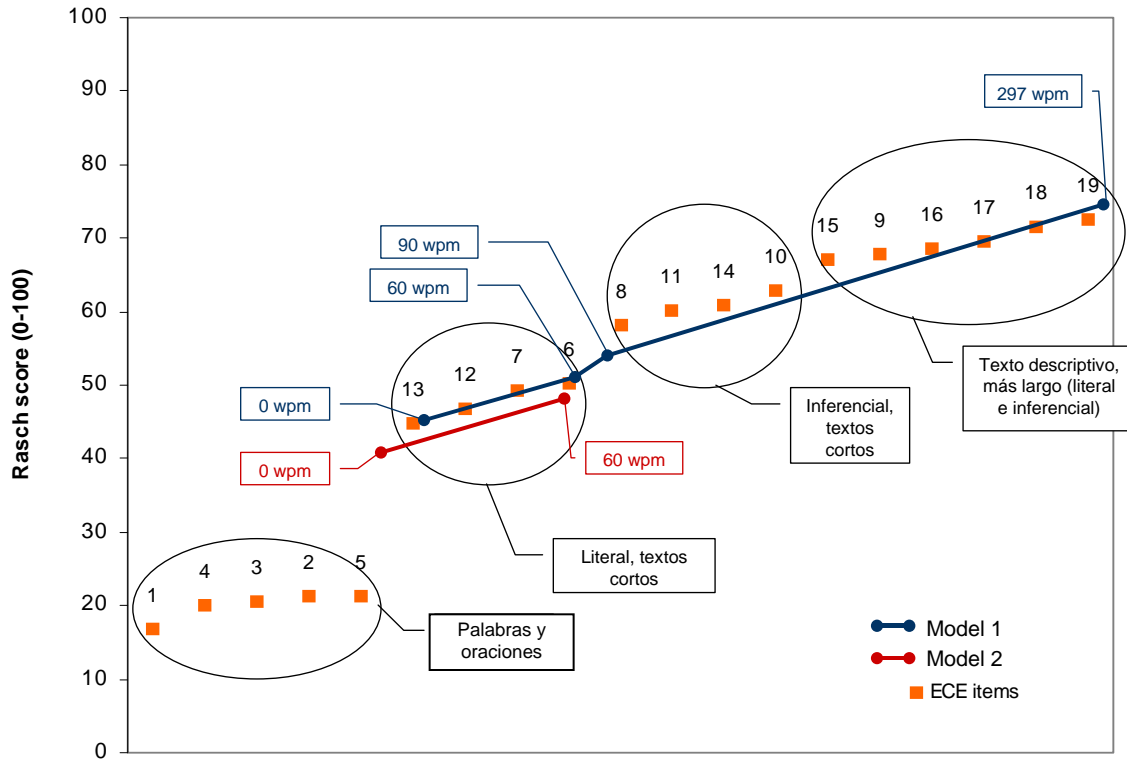 Rasch score (0-100)
100
90
80
70
60
50
40
30
20
10
0
297 wpm
90 wpm
60 wpm
0 wpm
0 wpm
60 wpm
1
4
3
2
5
13
12
7
6
8
11
14
10
15
9
16
17
18
19
Palabras y
oraciones
Literal, textos
cortos
Inferencial,
textos
cortos
Texto descriptivo,
más largo (literal
e inferencial)
Model 1
Model 2
ECE items